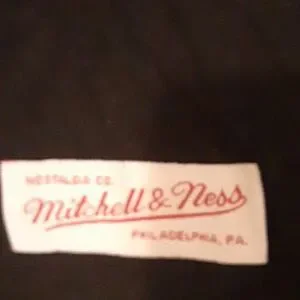 NOSTALGIA CO.
Mitchell & Ness
PHILADELPHIA, PA.